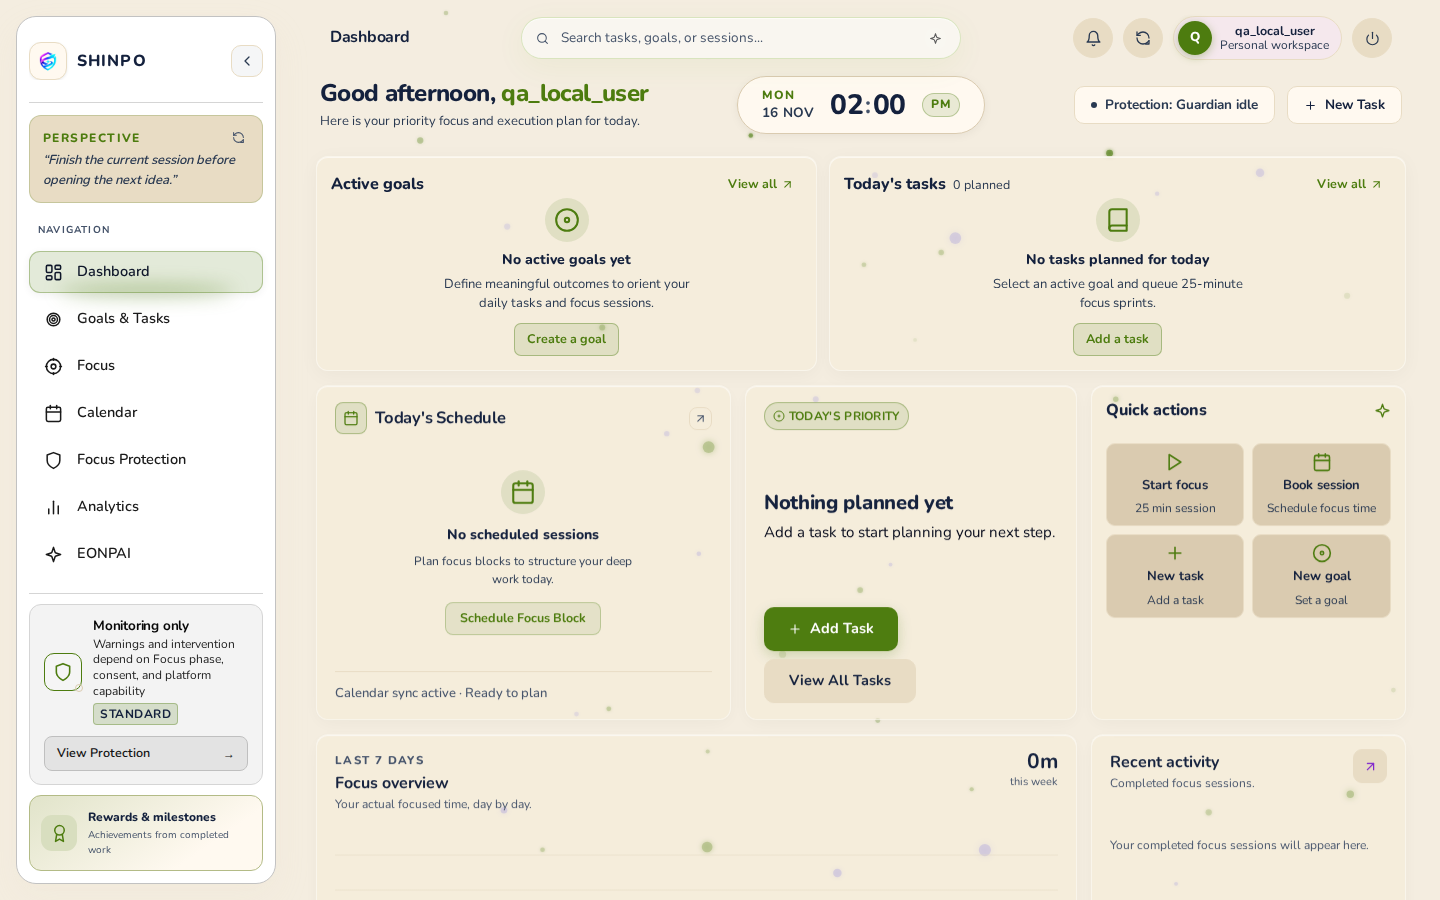 SHINPO
PERSPECTIVE
“Finish the current session before
opening the next idea.”
NAVIGATION
Dashboard
Goals & Tasks
Focus
Calendar
Focus Protection
Analytics
EONPAI
Monitoring only
Warnings and intervention
depend on Focus phase,
consent, and platform
capability
STANDARD
View Protection →
Rewards & milestones
Achievements from completed
work
Dashboard
Search tasks, goals, or sessions...
Q
qa_local_user
Personal workspace
Good afternoon, qa_local_user
Here is your priority focus and execution plan for today.
MON
16 NOV
02:00
PM
Protection: Guardian idle
New Task
Active goals
View all
No active goals yet
Define meaningful outcomes to orient your
daily tasks and focus sessions.
Create a goal
Today's tasks 0 planned
View all
No tasks planned for today
Select an active goal and queue 25-minute
focus sprints.
Add a task
Today's Schedule
No scheduled sessions
Plan focus blocks to structure your deep
work today.
Schedule Focus Block
Calendar sync active · Ready to plan
TODAY'S PRIORITY
Nothing planned yet
Add a task to start planning your next step.
Add Task
View All Tasks
Quick actions
Start focus
25 min session
Book session
Schedule focus time
New task
Add a task
New goal
Set a goal
LAST 7 DAYS
Focus overview
Your actual focused time, day by day.
0m
this week
Recent activity
Completed focus sessions.
Your completed focus sessions will appear here.